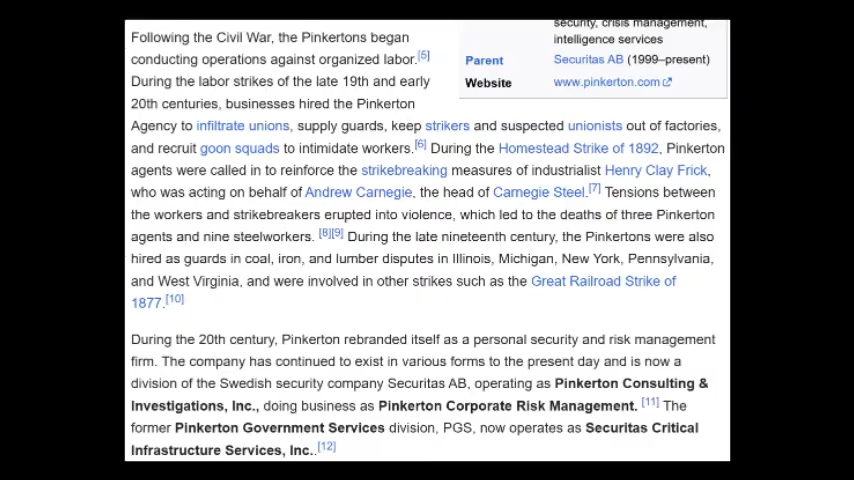 security, crisis management,
intelligence services
Parent Securitas AB (1999–present)
Website www.pinkerton.com
Following the Civil War, the Pinkertons began
conducting operations against organized labor.[5]
During the labor strikes of the late 19th and early
20th centuries, businesses hired the Pinkerton
Agency to infiltrate unions, supply guards, keep strikers and suspected unionists out of factories,
and recruit goon squads to intimidate workers.[6] During the Homestead Strike of 1892, Pinkerton
agents were called in to reinforce the strikebreaking measures of industrialist Henry Clay Frick,
who was acting on behalf of Andrew Carnegie, the head of Carnegie Steel.[7] Tensions between
the workers and strikebreakers erupted into violence, which led to the deaths of three Pinkerton
agents and nine steelworkers. [8][9] During the late nineteenth century, the Pinkertons were also
hired as guards in coal, iron, and lumber disputes in Illinois, Michigan, New York, Pennsylvania,
and West Virginia, and were involved in other strikes such as the Great Railroad Strike of
1877.[10]
During the 20th century, Pinkerton rebranded itself as a personal security and risk management
firm. The company has continued to exist in various forms to the present day and is now a
division of the Swedish security company Securitas AB, operating as Pinkerton Consulting &
Investigations, Inc., doing business as Pinkerton Corporate Risk Management. [11] The
former Pinkerton Government Services division, PGS, now operates as Securitas Critical
Infrastructure Services, Inc..[12]